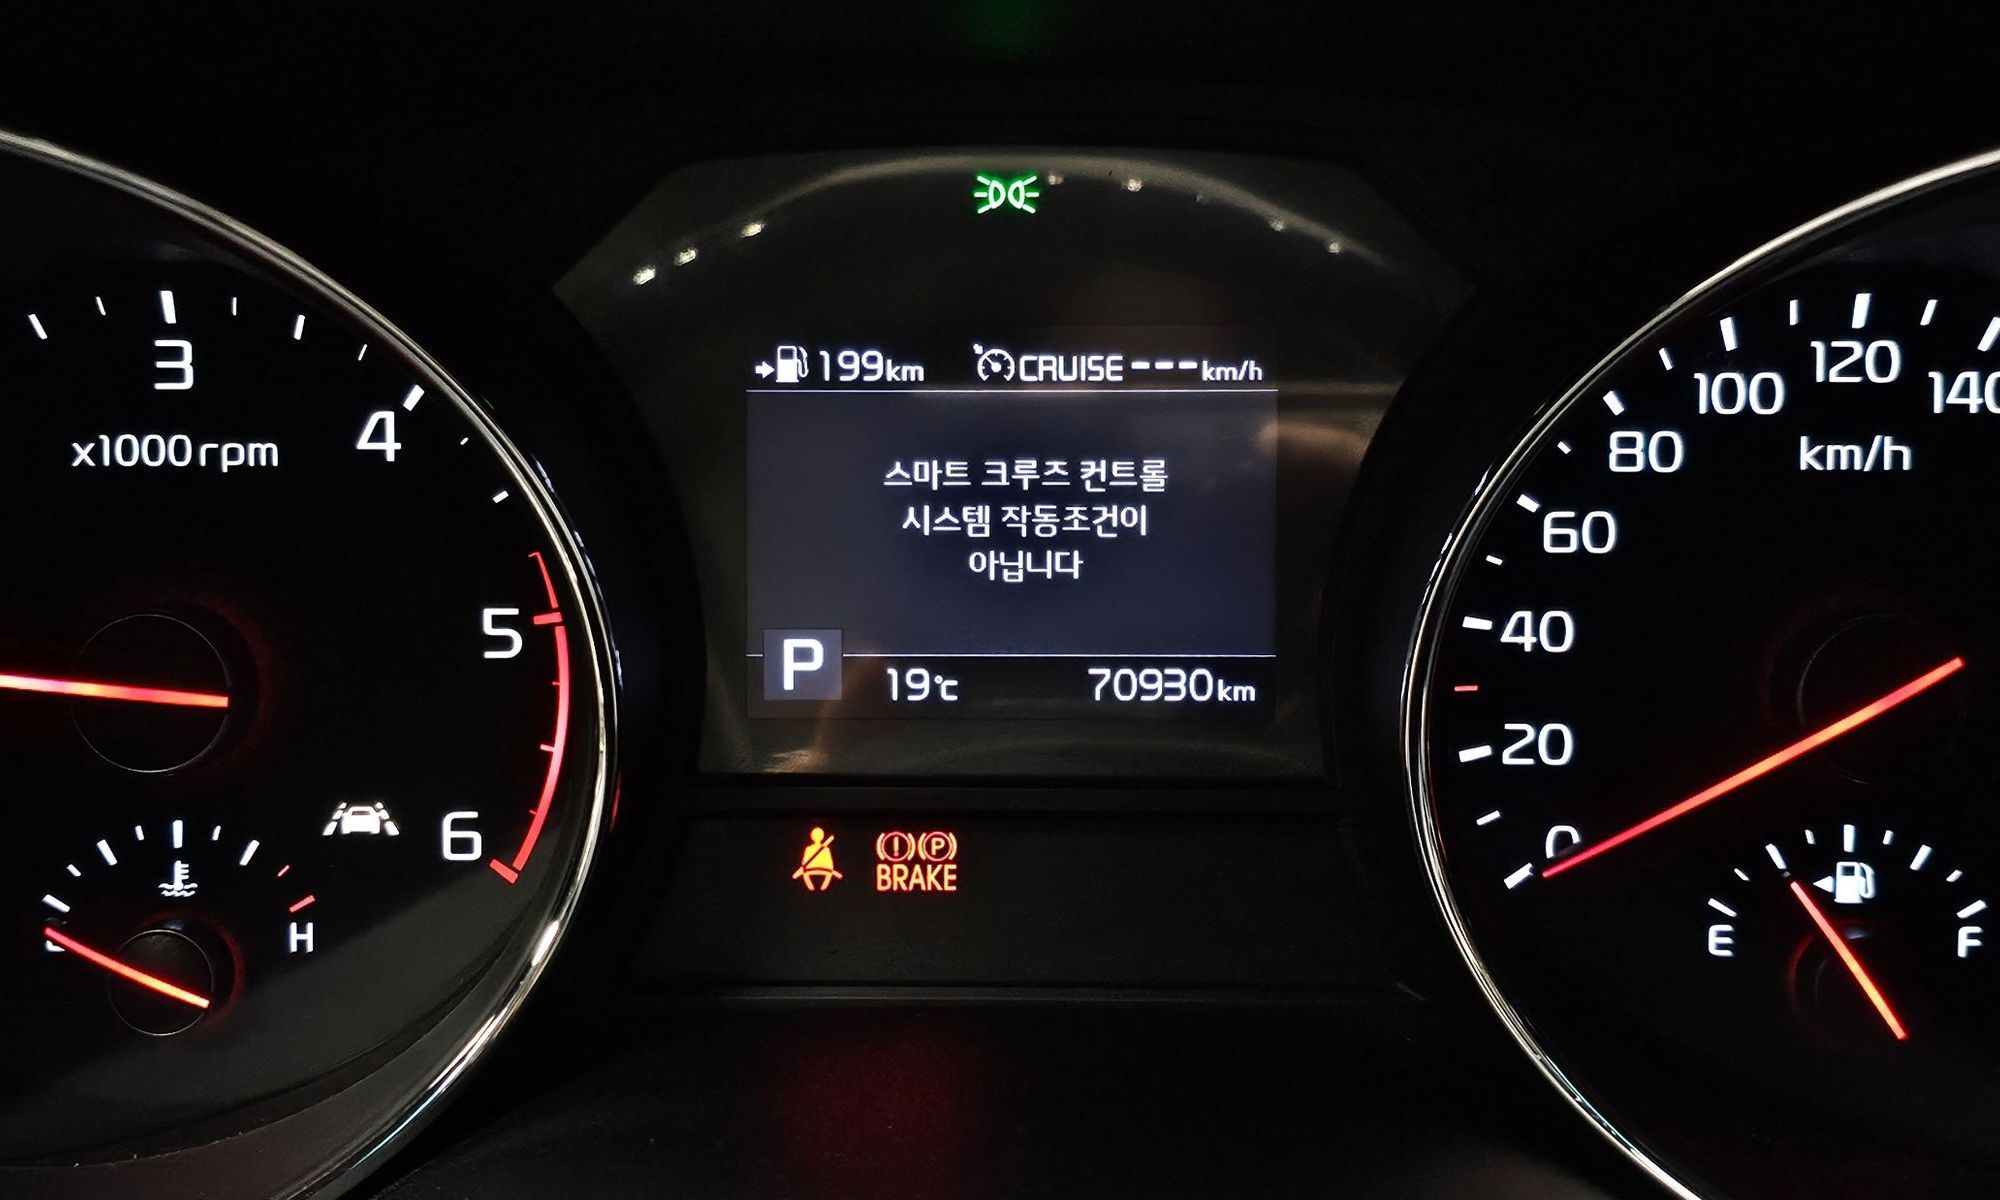 3
4
x1000rpm
5
6
H
199km
CRUISE---km/h
스마트 크루즈 컨트롤
시스템 작동조건이
아닙니다
P
19℃
70930km
BRAKE
0
20
40
60
80
100
120
140
km/h
E
F